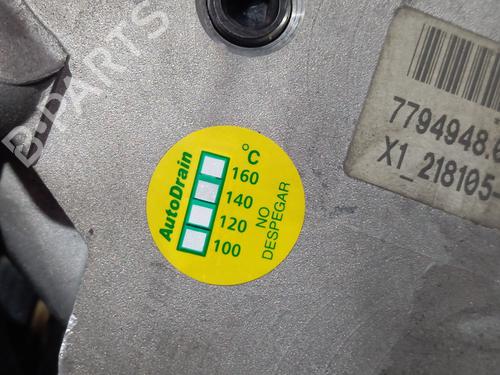 B-PARTS
AutoDrain
°C
160
140
120
100
NO
DESPEGAR
7794948.
X1_218105